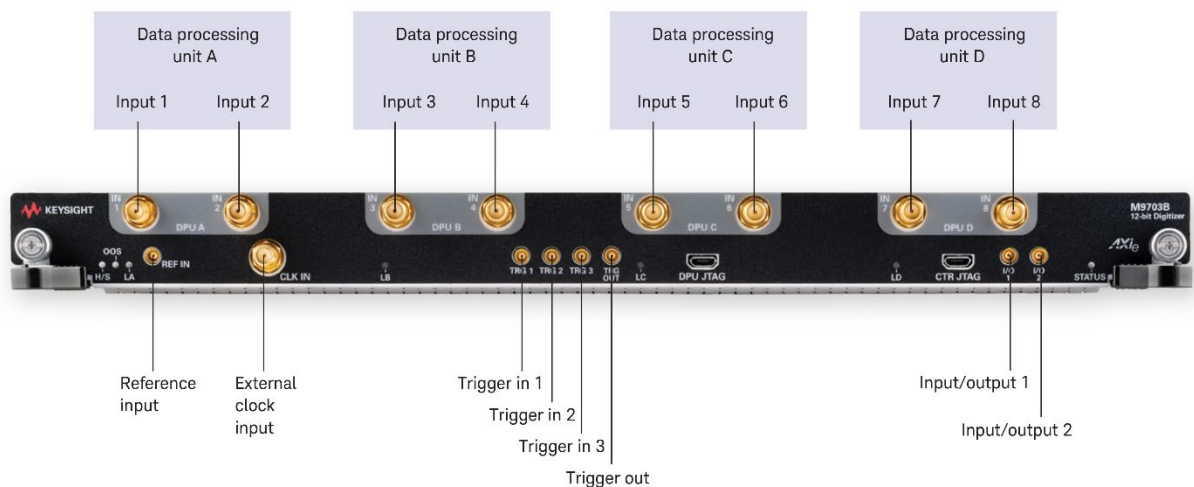 Data processing
unit A
Input 1
Input 2
Data processing
unit B
Input 3
Input 4
Data processing
unit C
Input 5
Input 6
Data processing
unit D
Input 7
Input 8
KEYSIGHT
IN
1
IN
2
DPU A
IN
3
IN
4
DPU B
IN
5
IN
6
DPU C
IN
7
IN
8
DPU D
M9703B
12-bit Digitizer
AXIe
OOS
H/S
LA
REF IN
CLK IN
LB
TRG 1
TRG 2
TRG 3
TRG
OUT
LC
DPU JTAG
LD
CTR JTAG
I/O
1
I/O
2
STATUS
Reference
input
External
clock
input
Trigger in 1
Trigger in 2
Trigger in 3
Trigger out
Input/output 1
Input/output 2